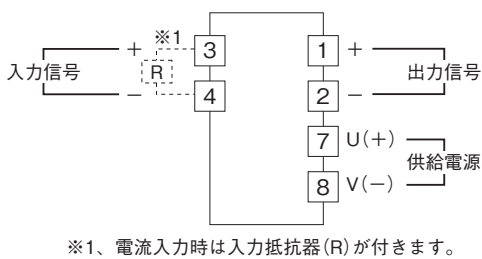 ※1
+ 3 1 +
入力信号 R 出力信号
− 4 2 −
7 U(+)
供給電源
8 V(−)
※1、電流入力時は入力抵抗器(R)が付きます。